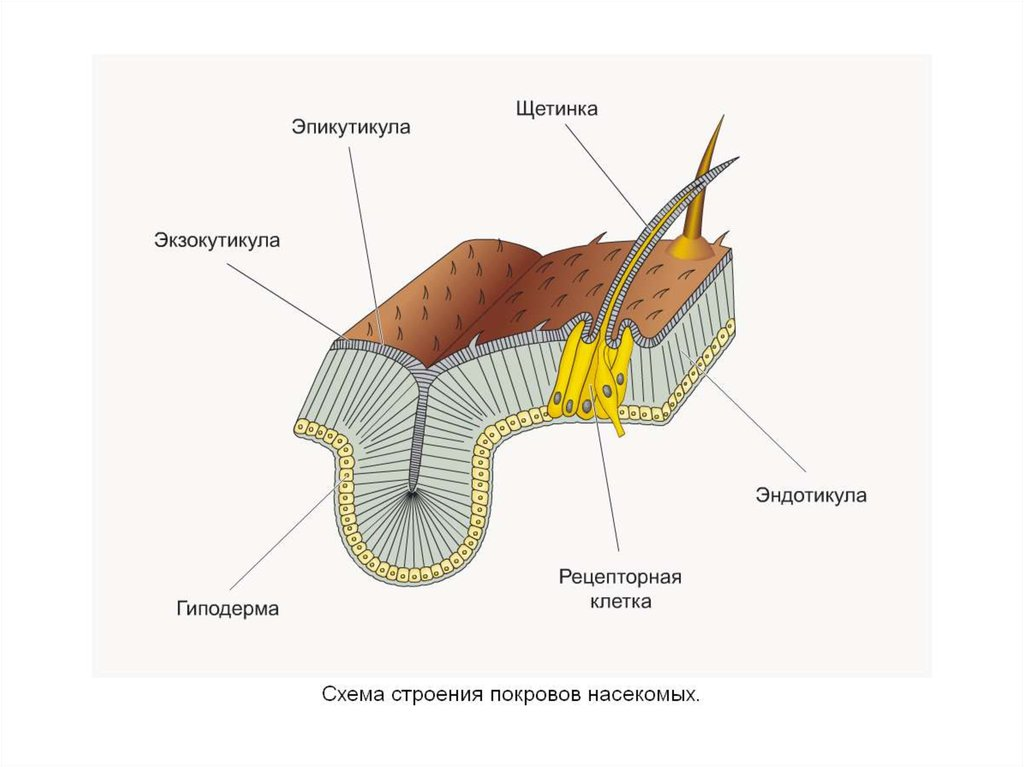 Щетинка
Эпикутикула
Экзокутикула
Эндотикула
Рецепторная
клетка
Гиподерма
Схема строения покровов насекомых.